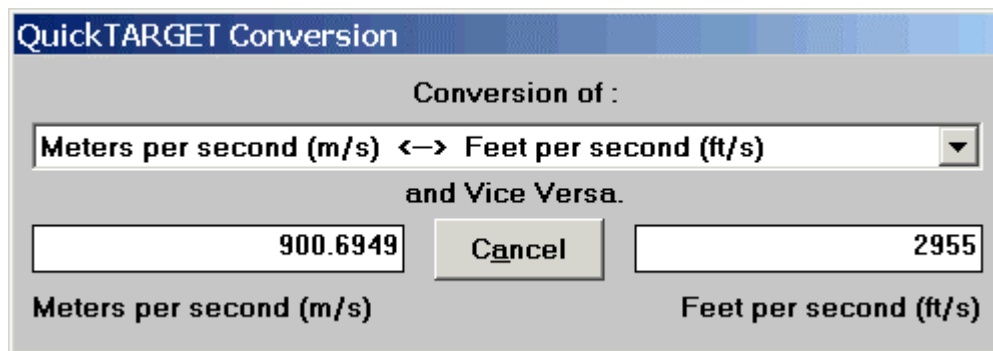 QuickTARGET Conversion
Conversion of :
Meters per second (m/s) <--> Feet per second (ft/s)
and Vice Versa.
900.6949 Cancel 2955
Meters per second (m/s) Feet per second (ft/s)